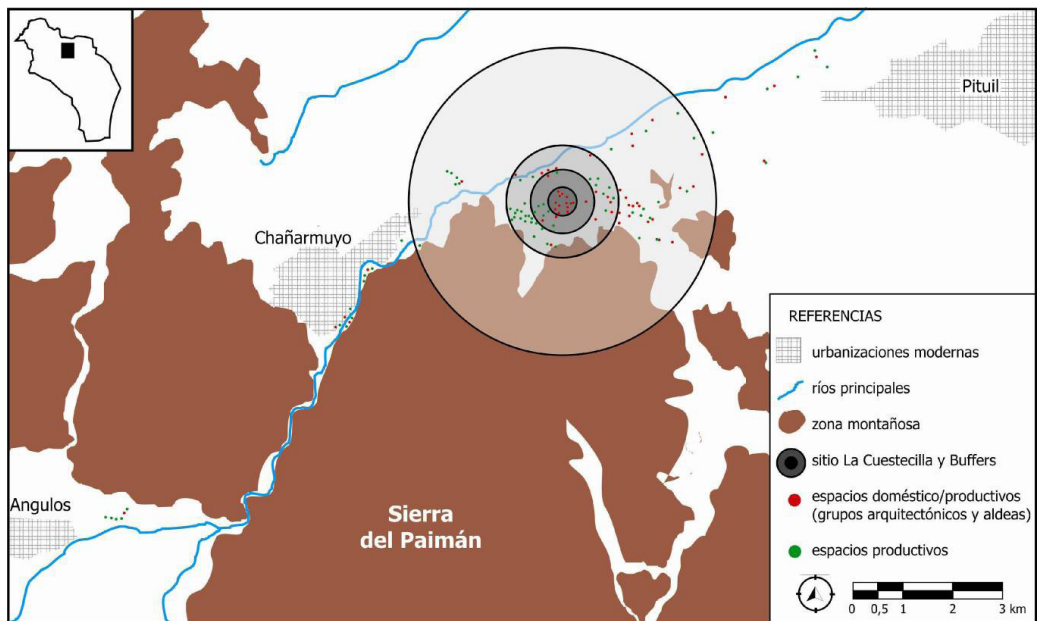 Pituil
Chañarmuyo
Angulos
Sierra
del Paimán
REFERENCIAS
urbanizaciones modernas
ríos principales
zona montañosa
sitio La Cuestecilla y Buffers
espacios doméstico/productivos
(grupos arquitectónicos y aldeas)
espacios productivos
0 0,5 1 2 3 km